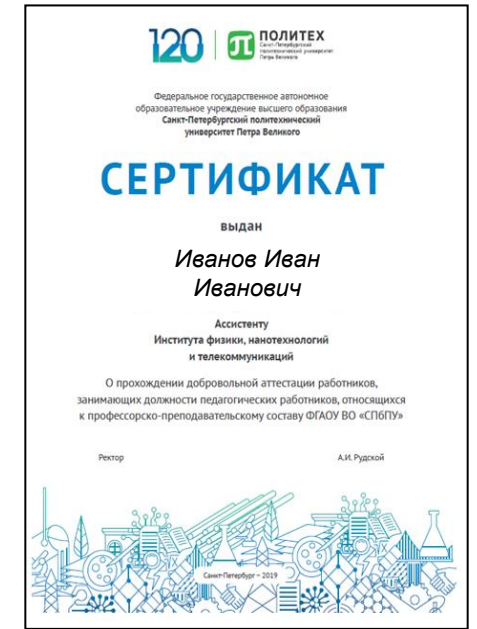 120
ПОЛИТЕХ
Санкт-Петербургский
политехнический университет
Петра Великого
Федеральное государственное автономное
образовательное учреждение высшего образования
Санкт-Петербургский политехнический
университет Петра Великого
СЕРТИФИКАТ
выдан
Иванов Иван
Иванович
Ассистенту
Института физики, нанотехнологий
и телекоммуникаций
О прохождении добровольной аттестации работников,
занимающих должности педагогических работников, относящихся
к профессорско-преподавательскому составу ФГАОУ ВО «СПбПУ»
Ректор А.И. Рудской
Санкт-Петербург – 2019